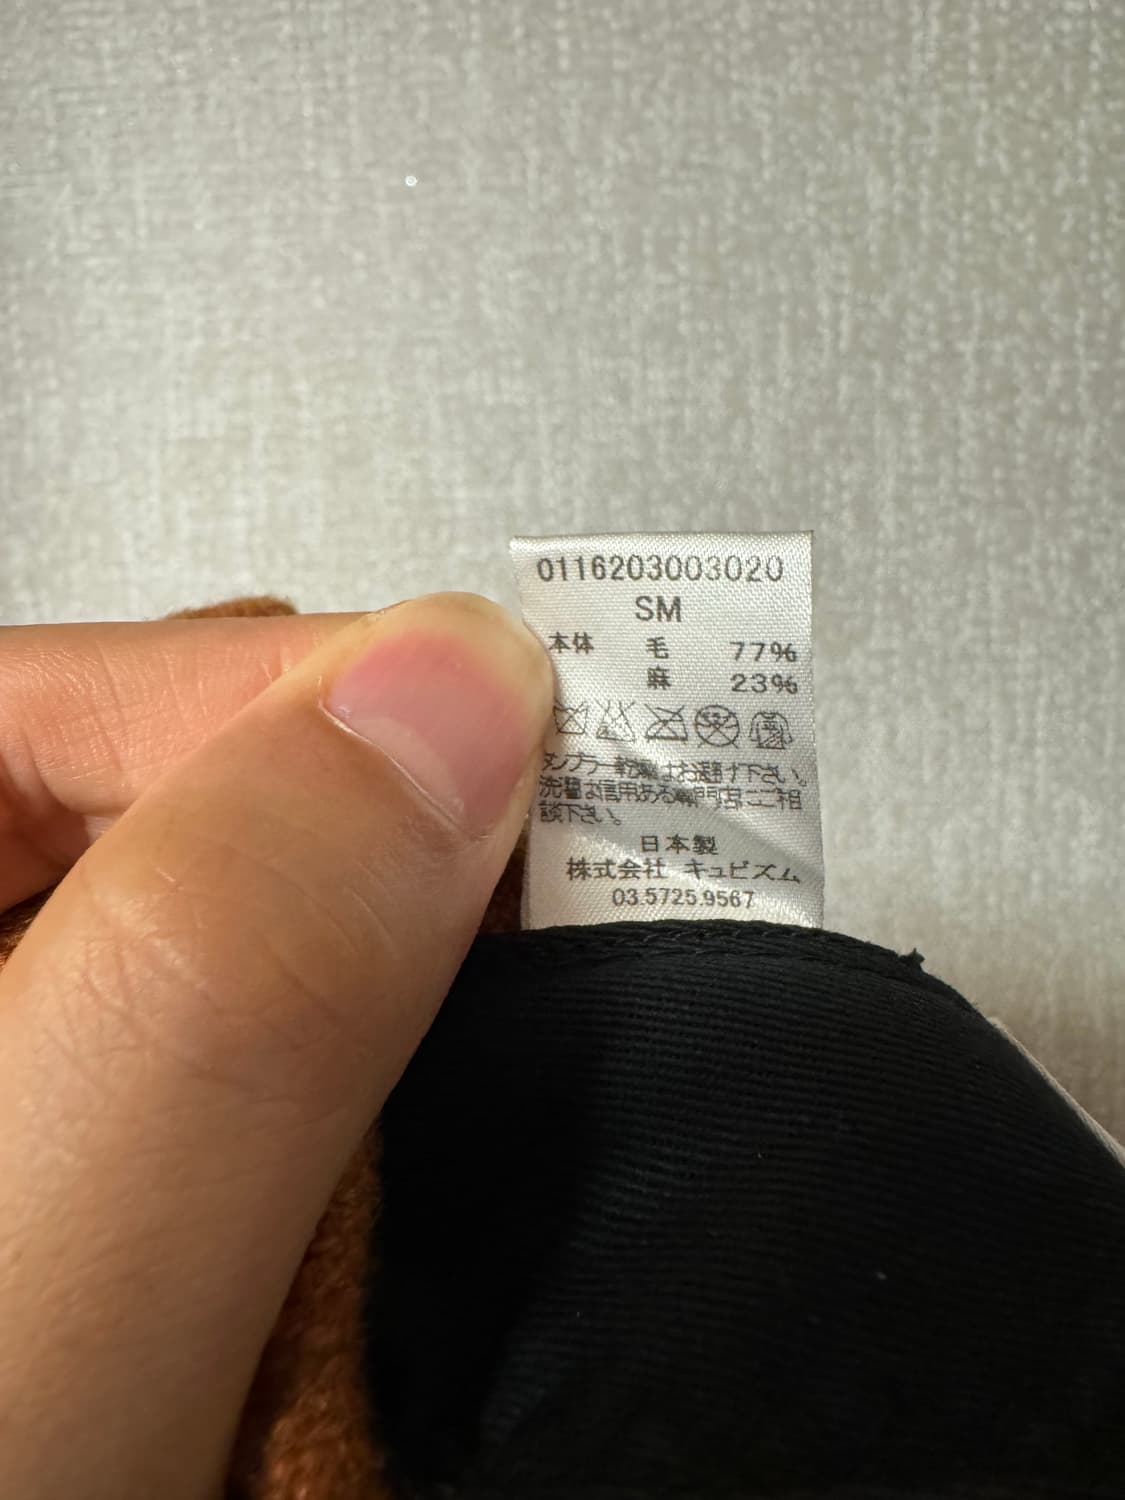 0116203003020
SM
本体 毛 77%
麻 23%
タンブラー乾燥はお避け下さい。
洗濯は信用ある専門店にご相
談下さい。
日本製
株式会社 キュビズム
03.5725.9567